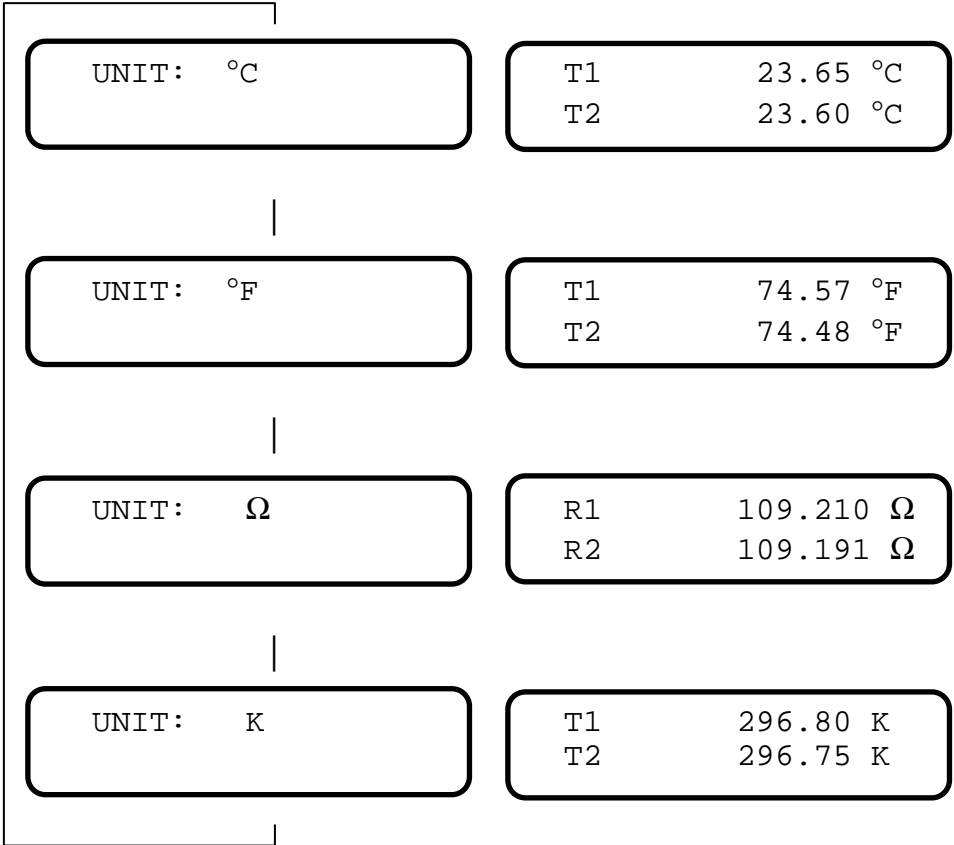 UNIT: °C
T1 23.65 °C
T2 23.60 °C
UNIT: °F
T1 74.57 °F
T2 74.48 °F
UNIT: Ω
R1 109.210 Ω
R2 109.191 Ω
UNIT: K
T1 296.80 K
T2 296.75 K